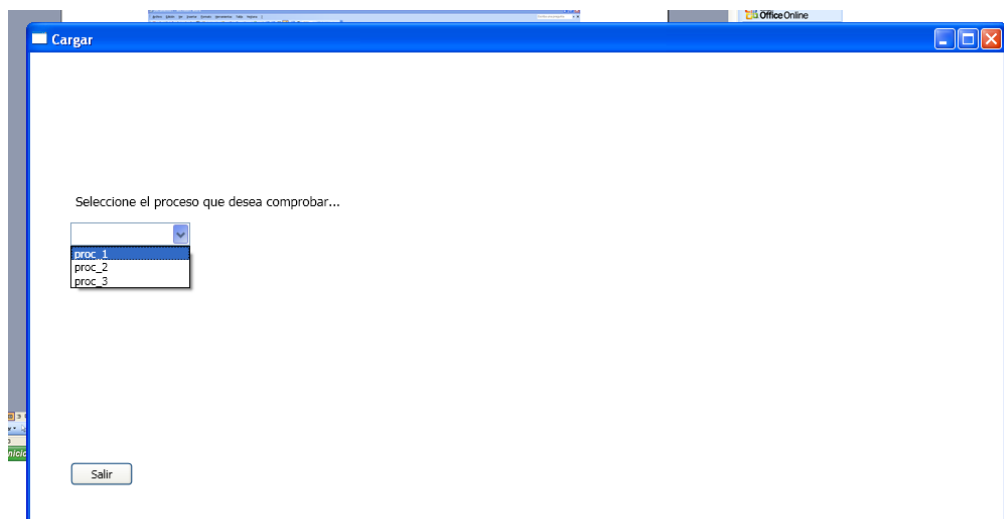 Office Online
Cargar
Seleccione el proceso que desea comprobar...
proc_1
proc_2
proc_3
Salir